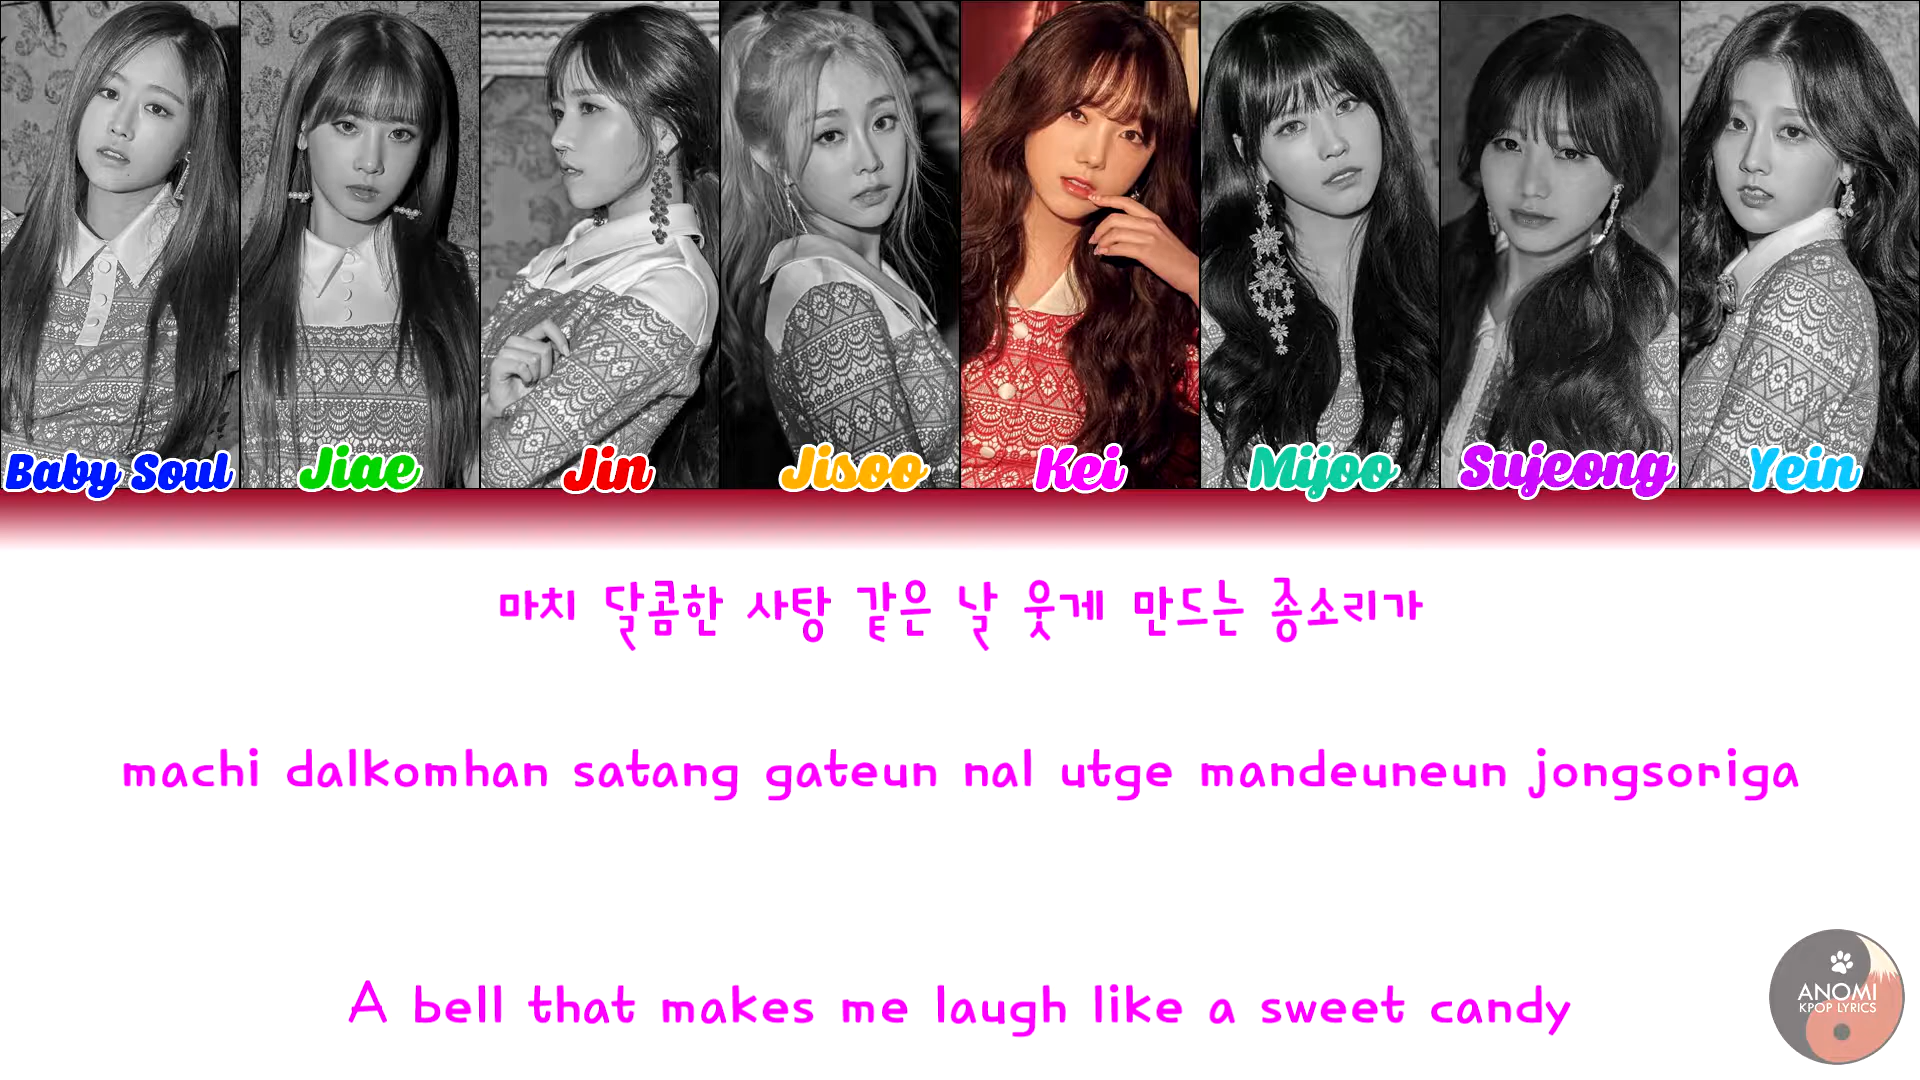 Baby Soul Jiae Jin Jisoo Kei Mijoo Sujeong Yein
마치 달콤한 사탕 같은 날 웃게 만드는 종소리가
machi dalkomhan satang gateun nal utge mandeuneun jongsoriga
A bell that makes me laugh like a sweet candy
ANOMI
KPOP LYRICS